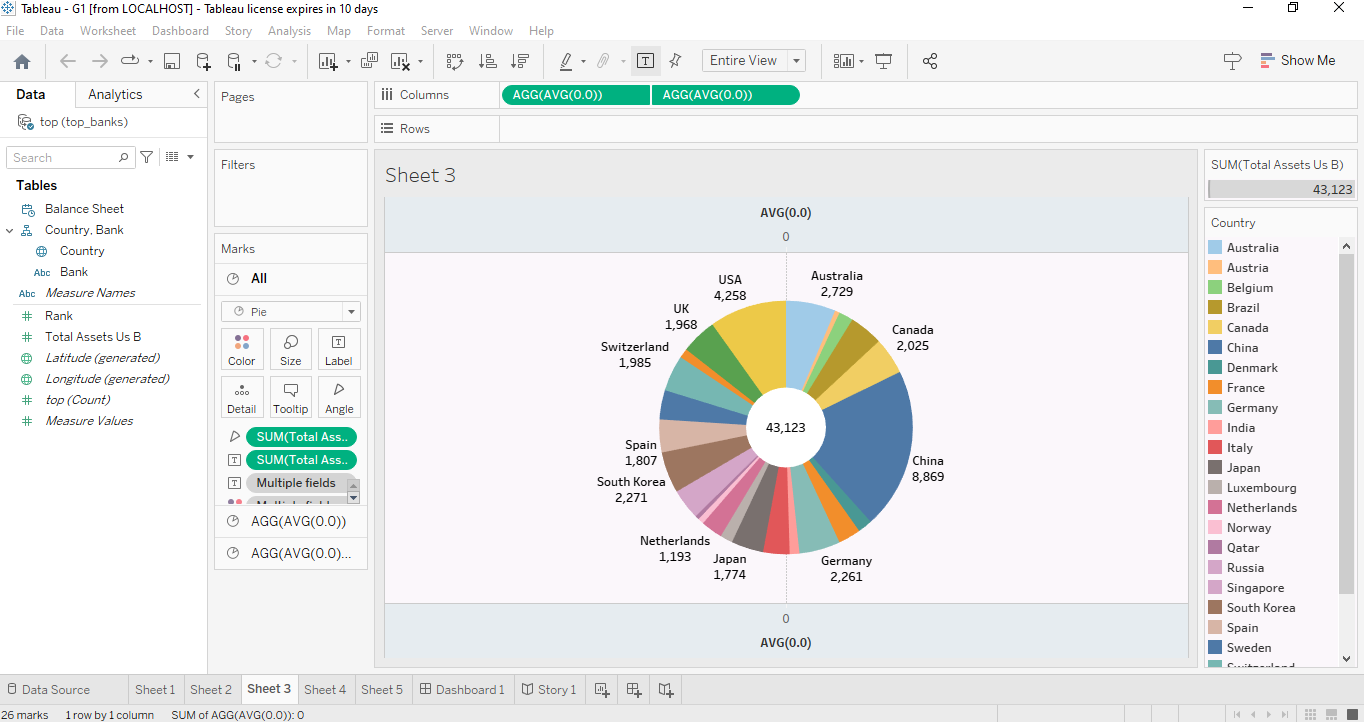 Tableau - G1 [from LOCALHOST] - Tableau license expires in 10 days
File Data Worksheet Dashboard Story Analysis Map Format Server Window Help
Entire View
Show Me
Data Analytics
top (top_banks)
Search
Tables
Balance Sheet
Country, Bank
Country
Abc Bank
Abc Measure Names
Rank
Total Assets Us B
Latitude (generated)
Longitude (generated)
top (Count)
Measure Values
Pages
Filters
Marks
All
Pie
Color Size Label
Detail Tooltip Angle
SUM(Total Ass..
SUM(Total Ass..
Multiple fields
AGG(AVG(0.0))
AGG(AVG(0.0)...
Columns AGG(AVG(0.0)) AGG(AVG(0.0))
Rows
Sheet 3
AVG(0.0)
0
USA
4,258
Australia
2,729
UK
1,968
Canada
2,025
Switzerland
1,985
43,123
Spain
1,807
China
8,869
South Korea
2,271
Netherlands
1,193
Japan
1,774
Germany
2,261
0
AVG(0.0)
SUM(Total Assets Us B)
43,123
Country
Australia
Austria
Belgium
Brazil
Canada
China
Denmark
France
Germany
India
Italy
Japan
Luxembourg
Netherlands
Norway
Qatar
Russia
Singapore
South Korea
Spain
Sweden
Switzerland
Data Source Sheet 1 Sheet 2 Sheet 3 Sheet 4 Sheet 5 Dashboard 1 Story 1
26 marks 1 row by 1 column SUM of AGG(AVG(0.0)): 0